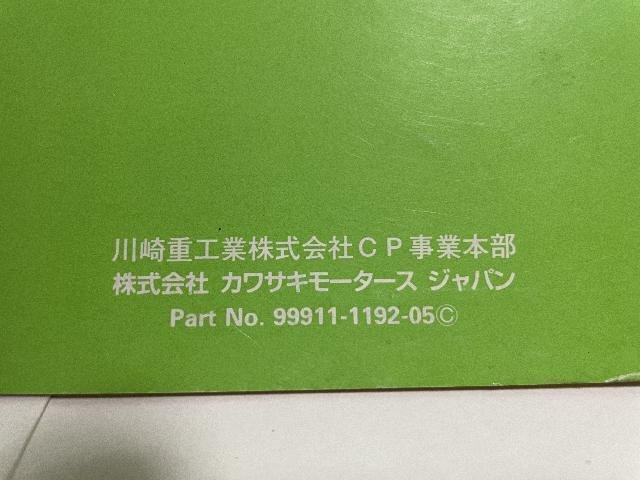 川崎重工業株式会社CP事業本部
株式会社 カワサキモータース ジャパン
Part No. 99911-1192-05Ⓒ